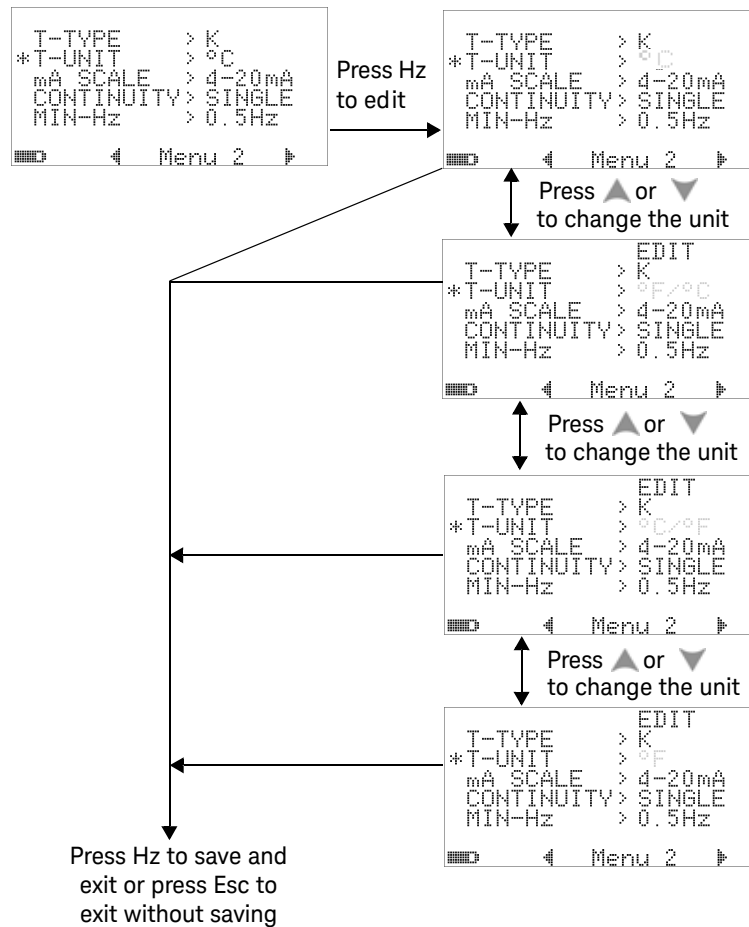 T-TYPE > K
*T-UNIT > °C
mA SCALE > 4-20mA
CONTINUITY> SINGLE
MIN-Hz > 0.5Hz
Menu 2
Press Hz
to edit
T-TYPE > K
*T-UNIT > °C
mA SCALE > 4-20mA
CONTINUITY> SINGLE
MIN-Hz > 0.5Hz
Menu 2
Press ▲ or ▼
to change the unit
EDIT
T-TYPE > K
*T-UNIT > °F/°C
mA SCALE > 4-20mA
CONTINUITY> SINGLE
MIN-Hz > 0.5Hz
Menu 2
Press ▲ or ▼
to change the unit
EDIT
T-TYPE > K
*T-UNIT > °C/°F
mA SCALE > 4-20mA
CONTINUITY> SINGLE
MIN-Hz > 0.5Hz
Menu 2
Press ▲ or ▼
to change the unit
EDIT
T-TYPE > K
*T-UNIT > °F
mA SCALE > 4-20mA
CONTINUITY> SINGLE
MIN-Hz > 0.5Hz
Menu 2
Press Hz to save and
exit or press Esc to
exit without saving